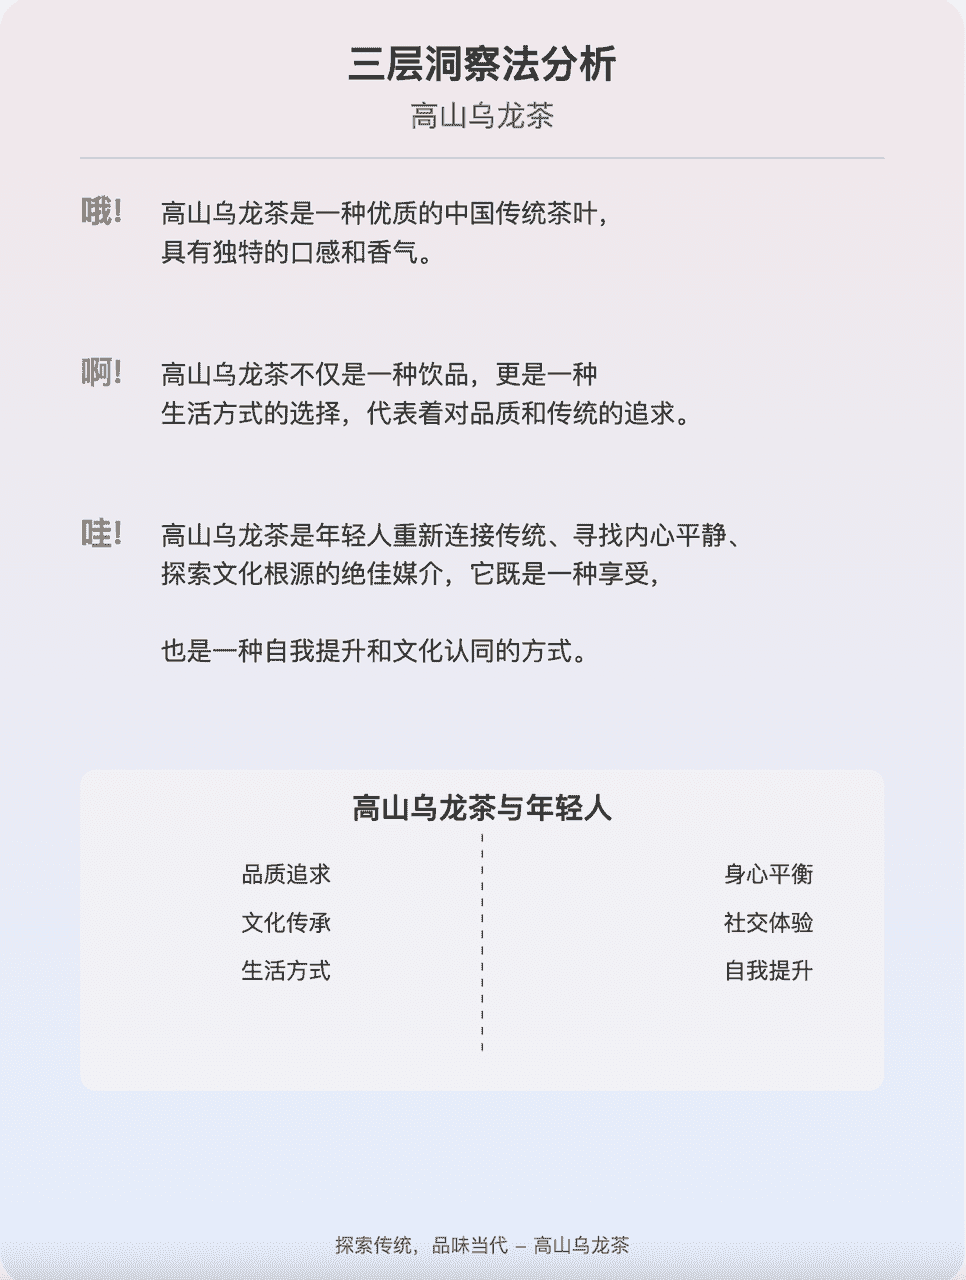 三层洞察法分析
高山乌龙茶
哦! 高山乌龙茶是一种优质的中国传统茶叶，
具有独特的口感和香气。
啊! 高山乌龙茶不仅是一种饮品，更是一种
生活方式的选择，代表着对品质和传统的追求。
哇! 高山乌龙茶是年轻人重新连接传统、寻找内心平静、
探索文化根源的绝佳媒介，它既是一种享受，
也是一种自我提升和文化认同的方式。
高山乌龙茶与年轻人
品质追求 身心平衡
文化传承 社交体验
生活方式 自我提升
探索传统，品味当代 – 高山乌龙茶